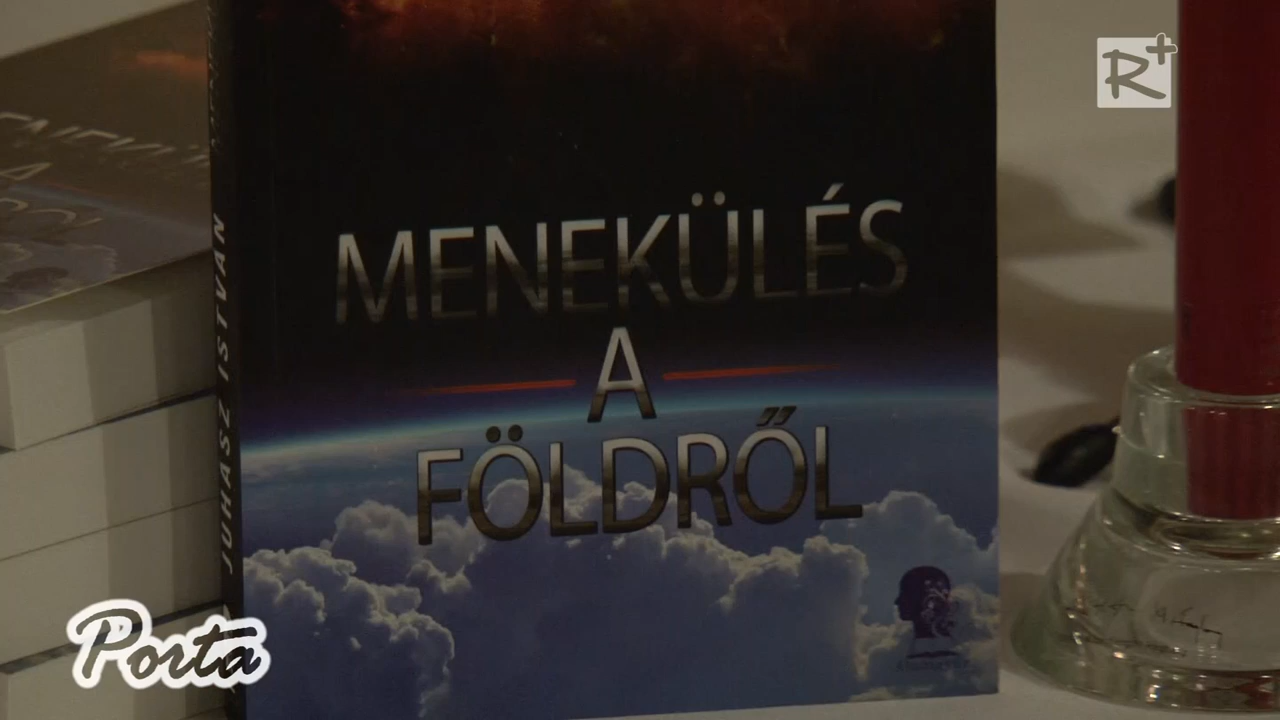 R+
MENEKÜLÉS
A
FÖLDRŐL
JUHÁSZ ISTVÁN
Porta